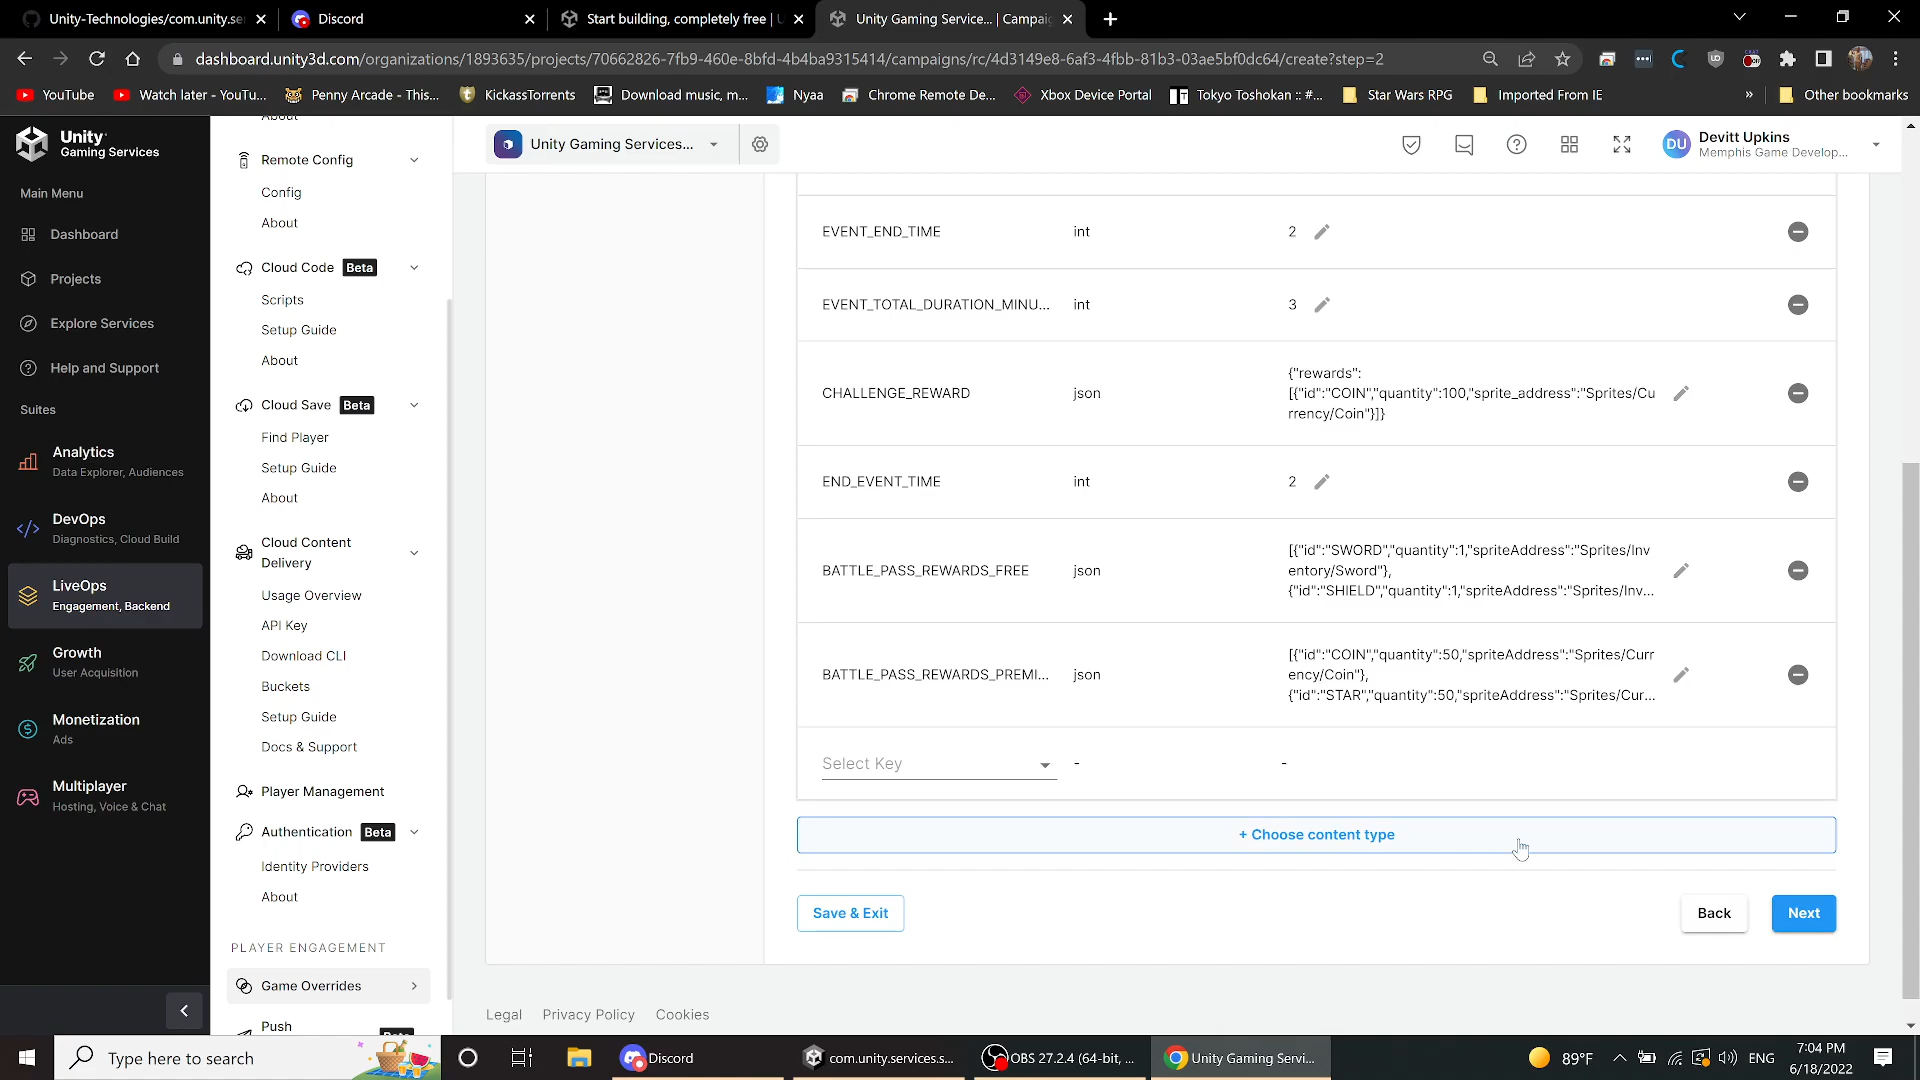 Unity-Technologies/com.unity.se
Discord
Start building, completely free |
Unity Gaming Service... | Campaig
dashboard.unity3d.com/organizations/1893635/projects/70662826-7fb9-460e-8bfd-4b4ba9315414/campaigns/rc/4d3149e8-6af3-4fbb-81b3-03ae5bf0dc64/create?step=2
YouTube
Watch later - YouTu...
Penny Arcade - This...
KickassTorrents
Download music, m...
Nyaa
Chrome Remote De...
Xbox Device Portal
Tokyo Toshokan :: #...
Star Wars RPG
Imported From IE
»
Other bookmarks
Unity
Gaming Services
Main Menu
Dashboard
Projects
Explore Services
Help and Support
Suites
Analytics
Data Explorer, Audiences
DevOps
Diagnostics, Cloud Build
LiveOps
Engagement, Backend
Growth
User Acquisition
Monetization
Ads
Multiplayer
Hosting, Voice & Chat
About
Remote Config
Config
About
Cloud Code Beta
Scripts
Setup Guide
About
Cloud Save Beta
Find Player
Setup Guide
About
Cloud Content
Delivery
Usage Overview
API Key
Download CLI
Buckets
Setup Guide
Docs & Support
Player Management
Authentication Beta
Identity Providers
About
PLAYER ENGAGEMENT
Game Overrides
Push
Beta
Unity Gaming Services...
DU
Devitt Upkins
Memphis Game Develop...
EVENT_END_TIME int 2
EVENT_TOTAL_DURATION_MINU... int 3
CHALLENGE_REWARD json
{"rewards":
[{"id":"COIN","quantity":100,"sprite_address":"Sprites/Cu
rrency/Coin"}]}
END_EVENT_TIME int 2
BATTLE_PASS_REWARDS_FREE json
[{"id":"SWORD","quantity":1,"spriteAddress":"Sprites/Inv
entory/Sword"},
{"id":"SHIELD","quantity":1,"spriteAddress":"Sprites/Inv...
BATTLE_PASS_REWARDS_PREMI... json
[{"id":"COIN","quantity":50,"spriteAddress":"Sprites/Curr
ency/Coin"},
{"id":"STAR","quantity":50,"spriteAddress":"Sprites/Cur...
Select Key - -
+ Choose content type
Save & Exit
Back
Next
Legal
Privacy Policy
Cookies
Type here to search
Discord
com.unity.services.s...
OBS 27.2.4 (64-bit, ...
Unity Gaming Servi...
89°F
ENG
7:04 PM
6/18/2022